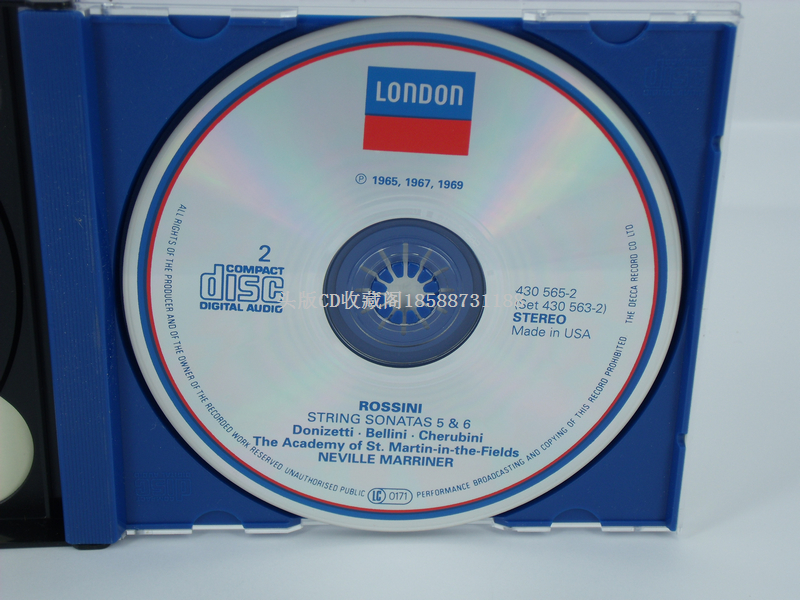 LONDON
℗ 1965, 1967, 1969
2
COMPACT
disc
DIGITAL AUDIO
430 565-2
(Set 430 563-2)
STEREO
Made in USA
头版CD收藏阁
ROSSINI
STRING SONATAS 5 & 6
Donizetti · Bellini · Cherubini
The Academy of St. Martin-in-the-Fields
NEVILLE MARRINER
ALL RIGHTS OF THE PRODUCER AND OF THE OWNER OF THE RECORDED WORK RESERVED UNAUTHORISED PUBLIC LC 0171 PERFORMANCE BROADCASTING AND COPYING OF THIS RECORD PROHIBITED THE DECCA RECORD CO LTD